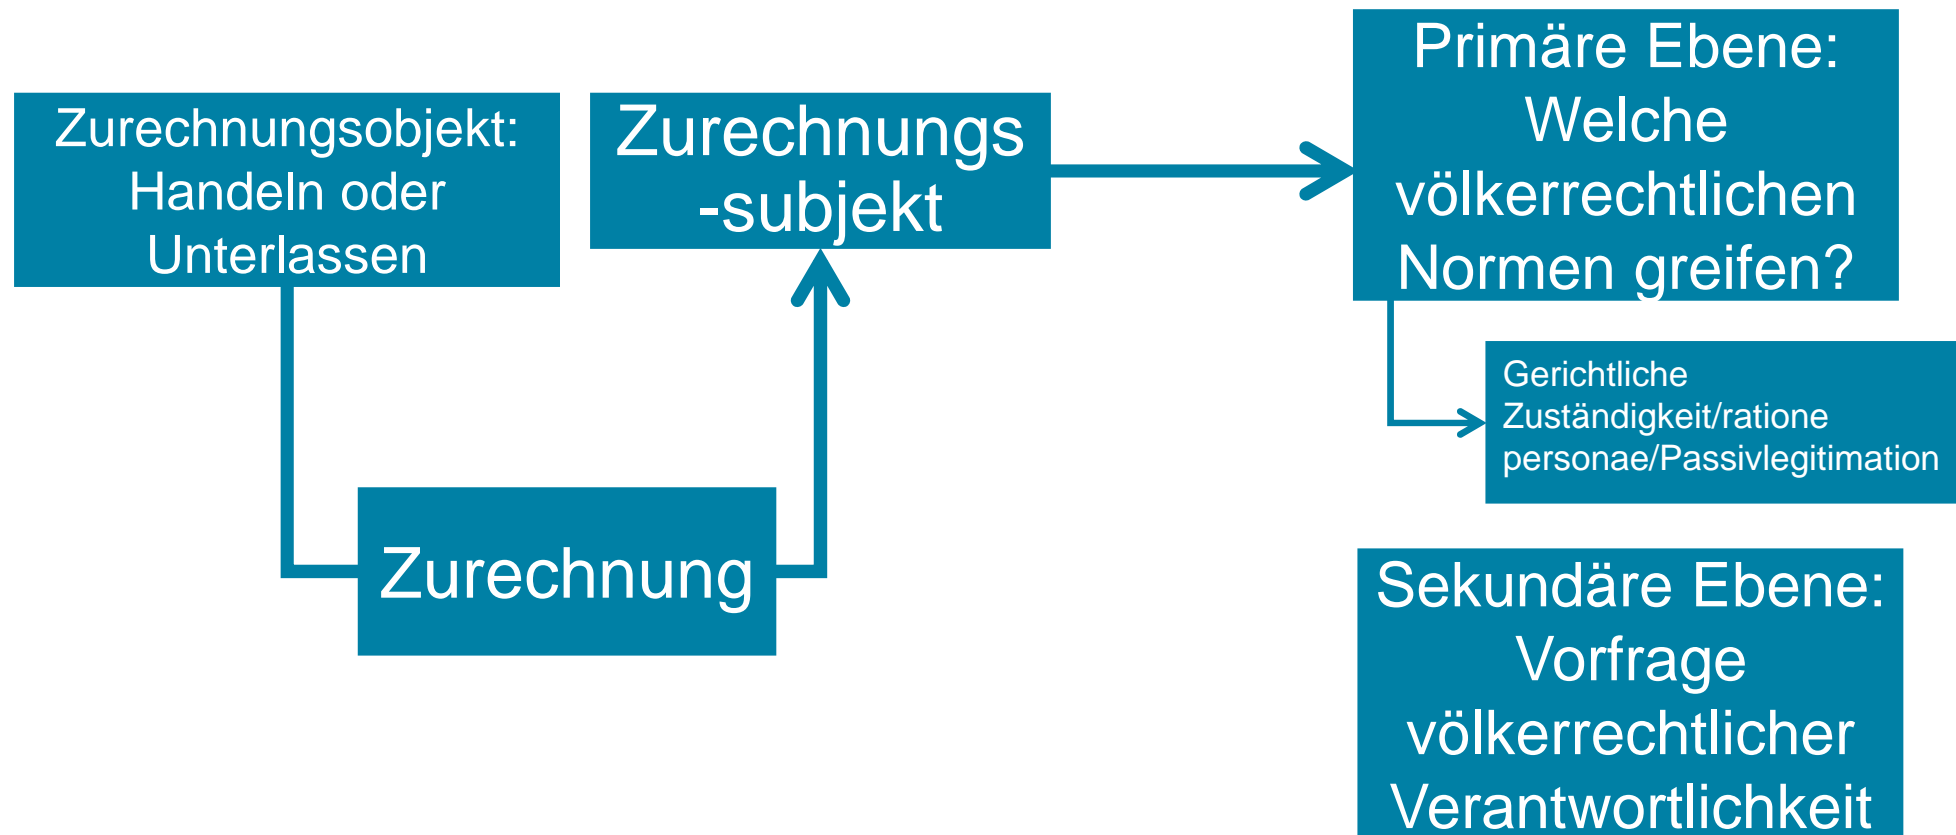 Zurechnungsobjekt:
Handeln oder
Unterlassen
Zurechnungs
-subjekt
Zurechnung
Primäre Ebene:
Welche
völkerrechtlichen
Normen greifen?
Gerichtliche
Zuständigkeit/ratione
personae/Passivlegitimation
Sekundäre Ebene:
Vorfrage
völkerrechtlicher
Verantwortlichkeit